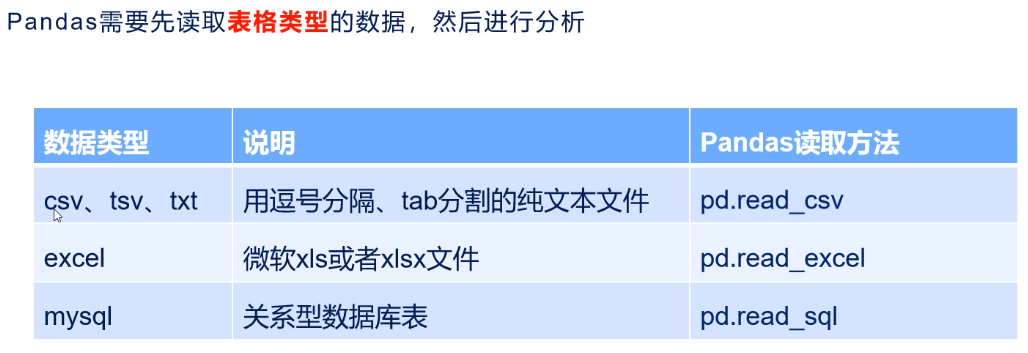 Pandas需要先读取表格类型的数据，然后进行分析
数据类型 说明 Pandas读取方法
csv、tsv、txt 用逗号分隔、tab分割的纯文本文件 pd.read_csv
excel 微软xls或者xlsx文件 pd.read_excel
mysql 关系型数据库表 pd.read_sql